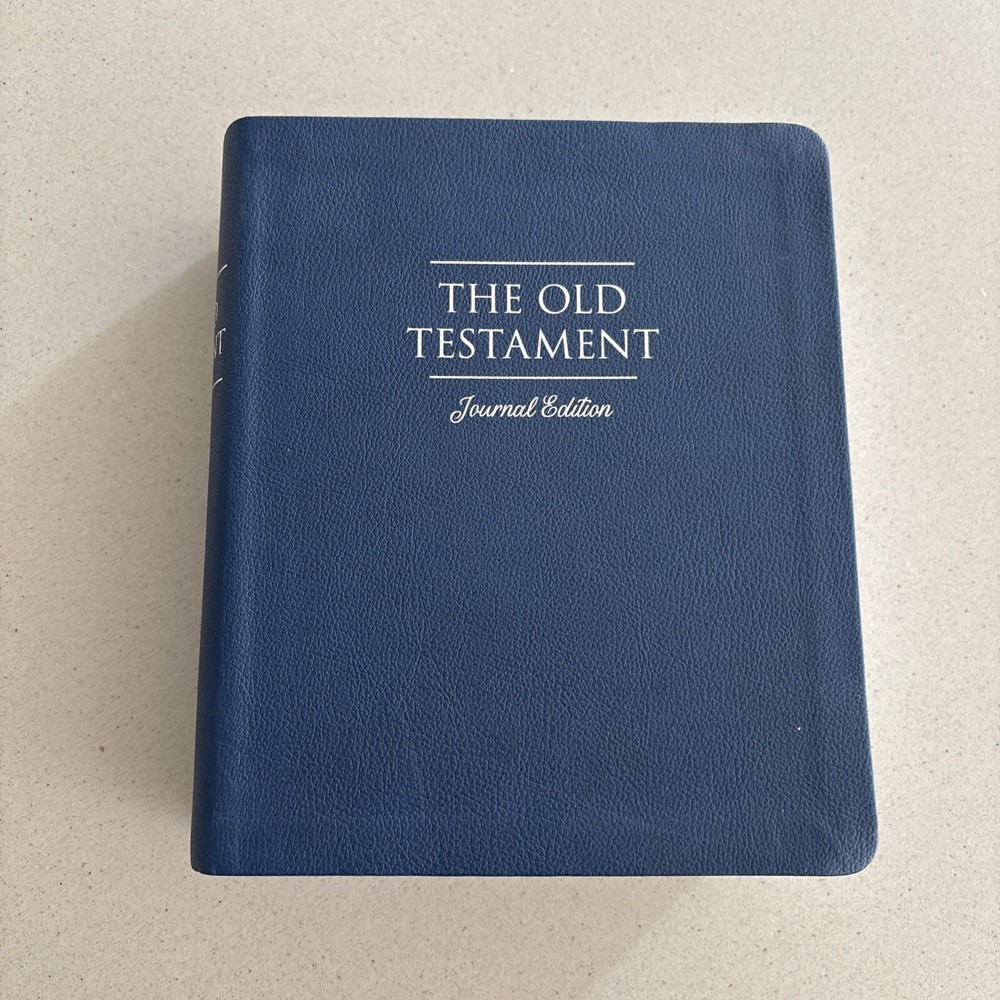 THE OLD
TESTAMENT
Journal Edition